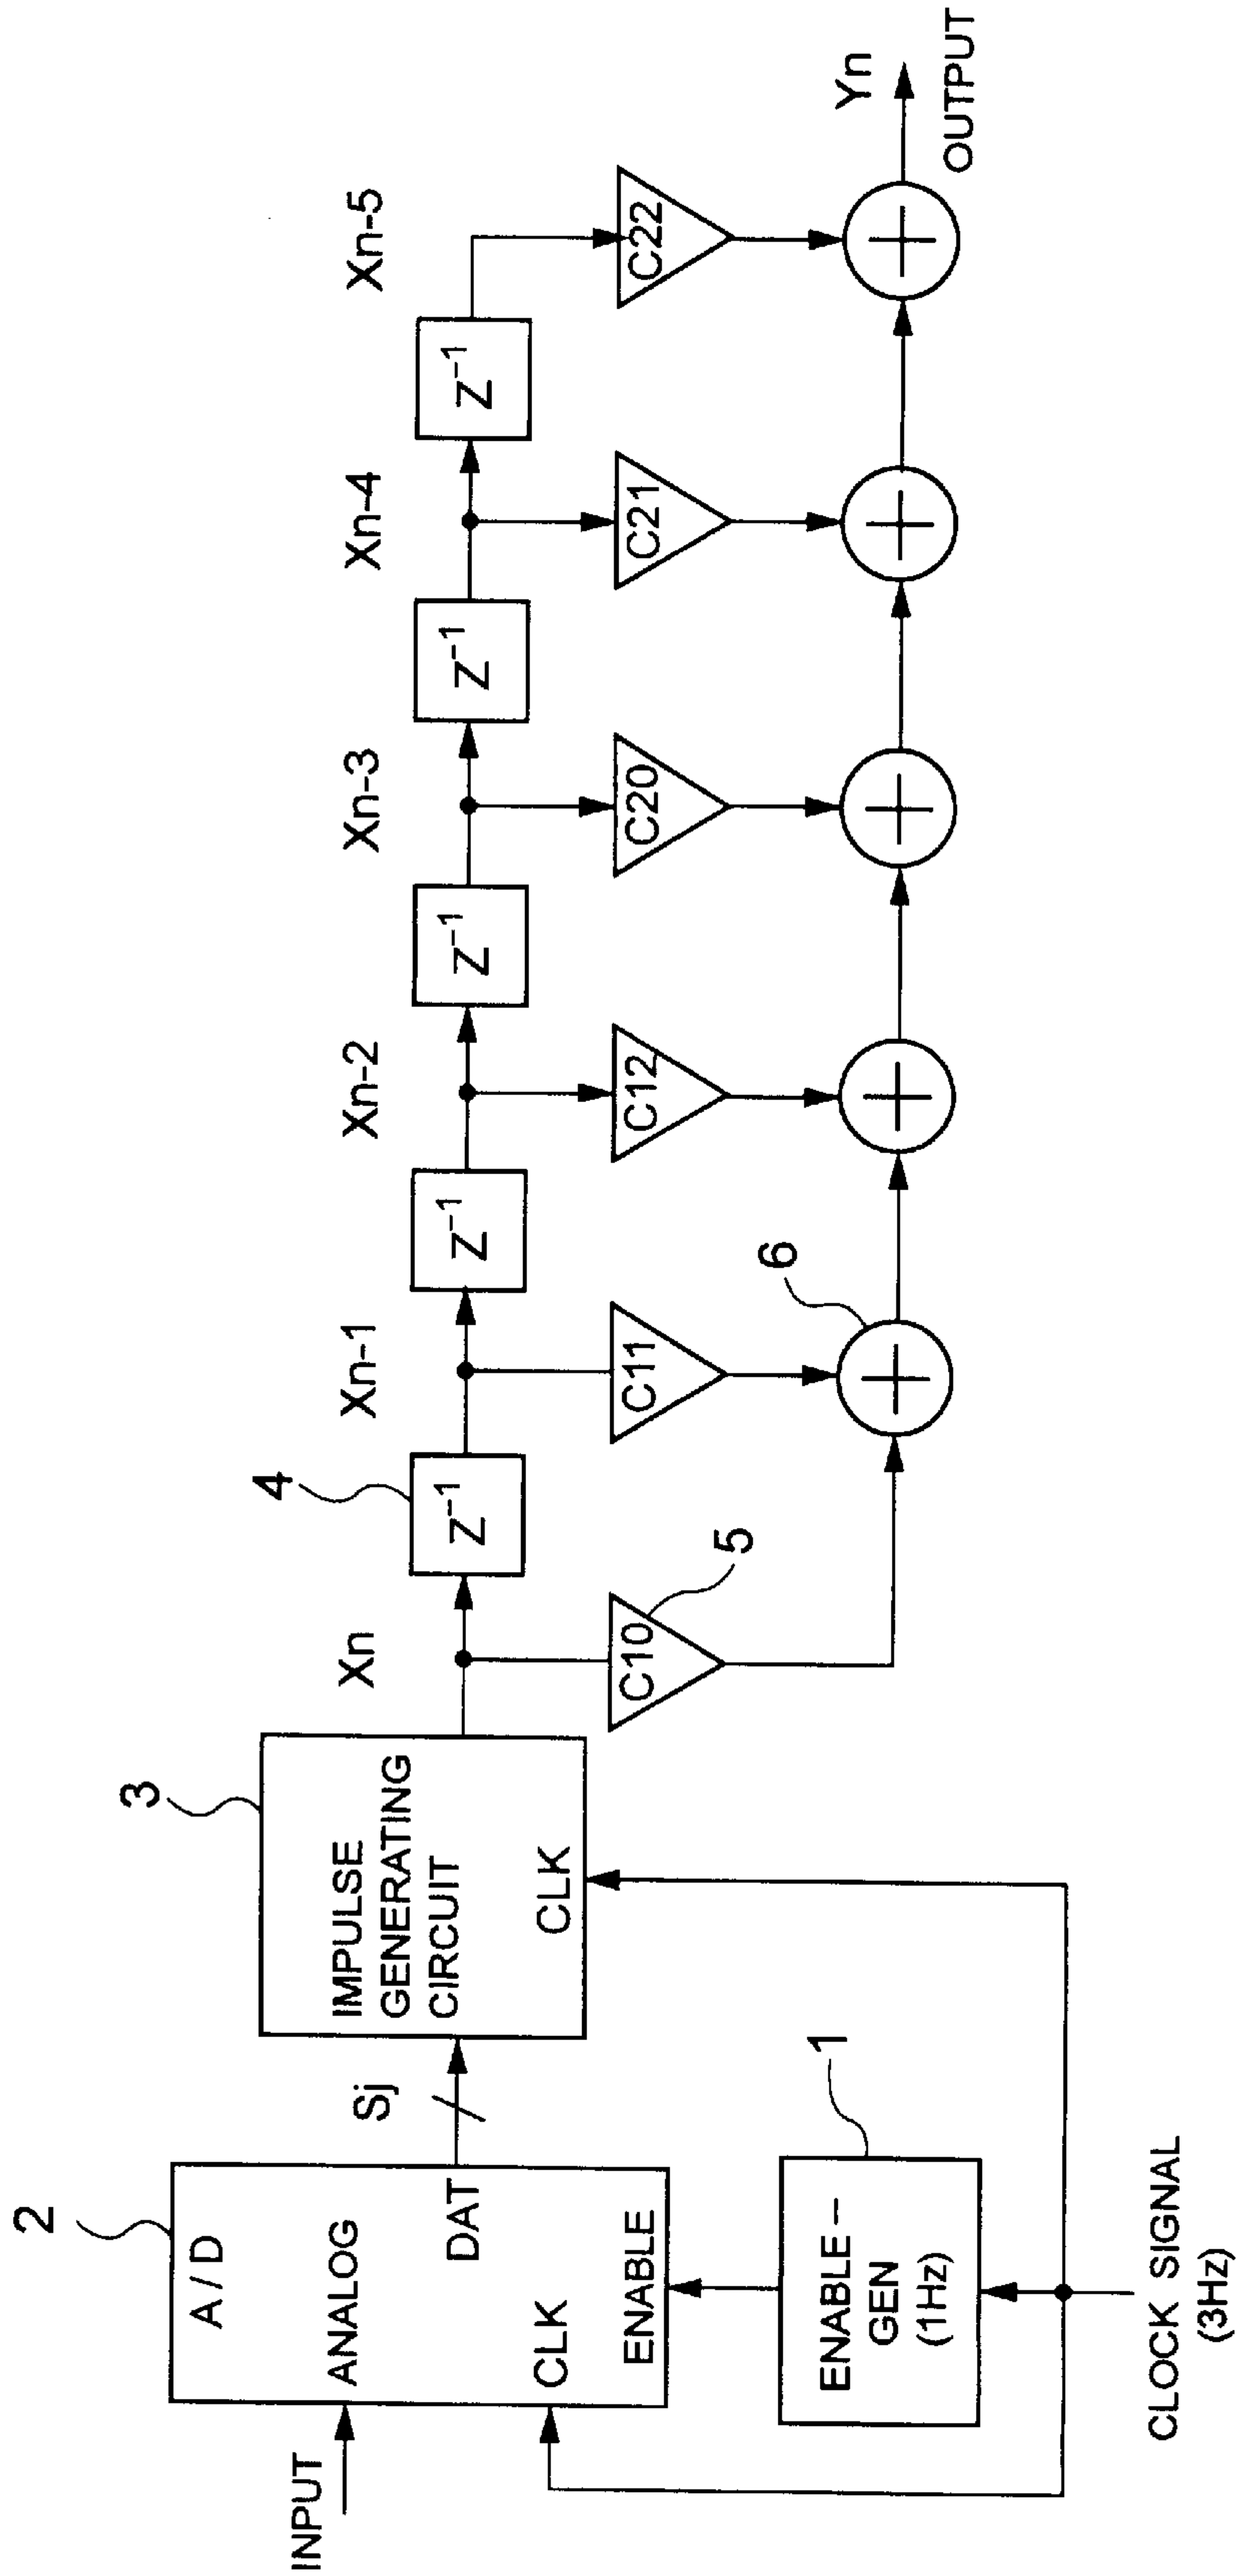 INPUT
2
A / D
ANALOG
DAT
CLK
ENABLE
Sj
3
IMPULSE
GENERATING
CIRCUIT
CLK
1
ENABLE –
GEN
(1Hz)
CLOCK SIGNAL
(3Hz)
Xn
4
Xn-1
Xn-2
Xn-3
Xn-4
Xn-5
Z⁻¹
Z⁻¹
Z⁻¹
Z⁻¹
Z⁻¹
C10
5
C11
C12
C20
C21
C22
6
+
+
+
+
+
Yn
OUTPUT